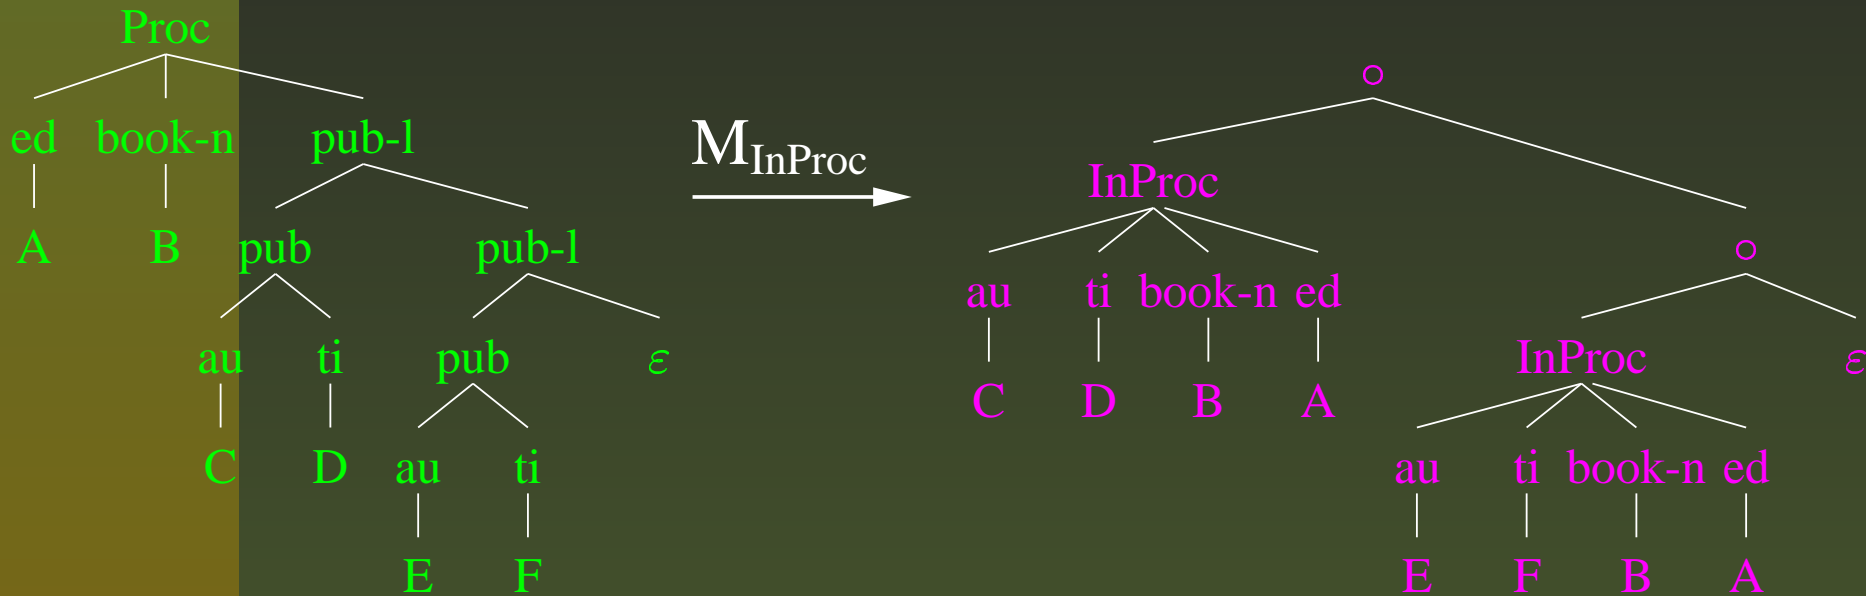 Proc
ed book-n pub-l
A B pub pub-l
au ti pub ε
C D au ti
E F
M_InProc
○
InProc ○
au ti book-n ed
C D B A
InProc ε
au ti book-n ed
E F B A